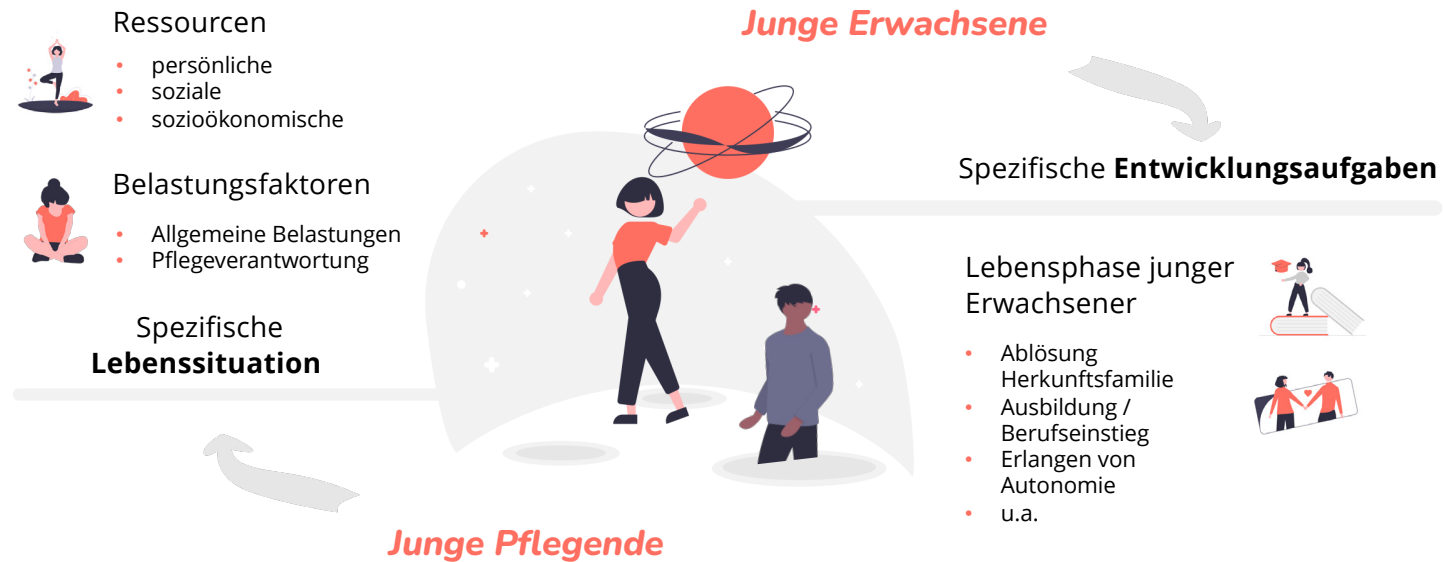 Ressourcen
• persönliche
• soziale
• sozioökonomische
Belastungsfaktoren
• Allgemeine Belastungen
• Pflegeverantwortung
Spezifische
Lebenssituation
Junge Pflegende
Junge Erwachsene
Spezifische Entwicklungsaufgaben
Lebensphase junger
Erwachsener
• Ablösung
Herkunftsfamilie
• Ausbildung /
Berufseinstieg
• Erlangen von
Autonomie
• u.a.